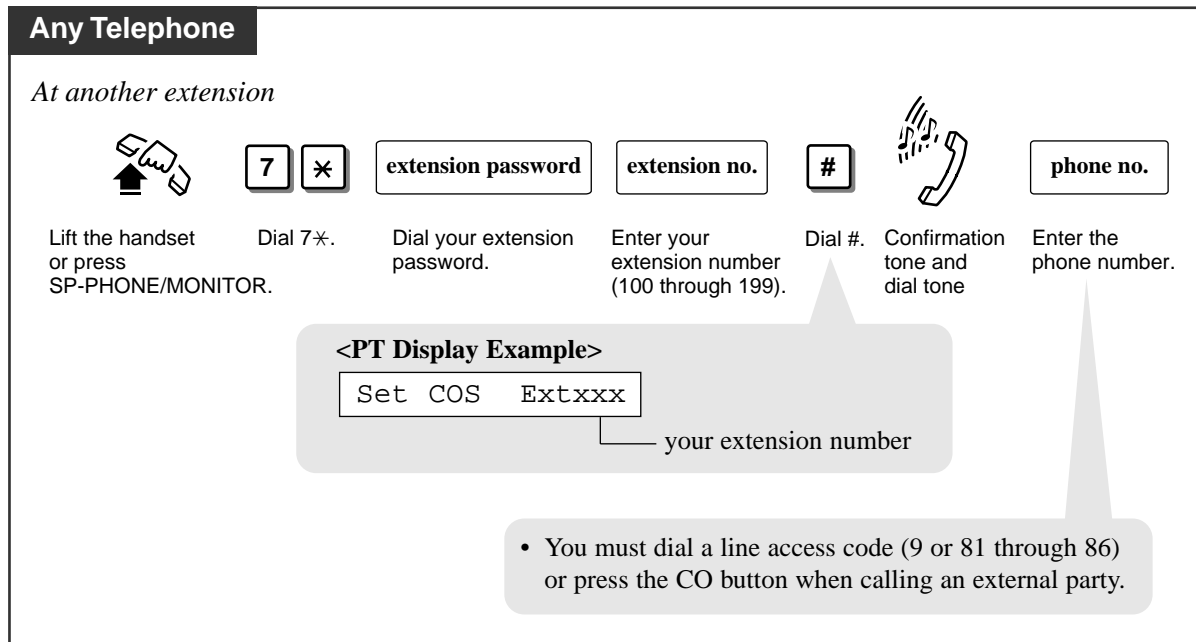 Any Telephone
At another extension
7 ✳ extension password extension no. # phone no.
Lift the handset
or press
SP-PHONE/MONITOR.
Dial 7✳.
Dial your extension
password.
Enter your
extension number
(100 through 199).
Dial #.
Confirmation
tone and
dial tone
Enter the
phone number.
<PT Display Example>
Set COS Extxxx
your extension number
• You must dial a line access code (9 or 81 through 86)
or press the CO button when calling an external party.